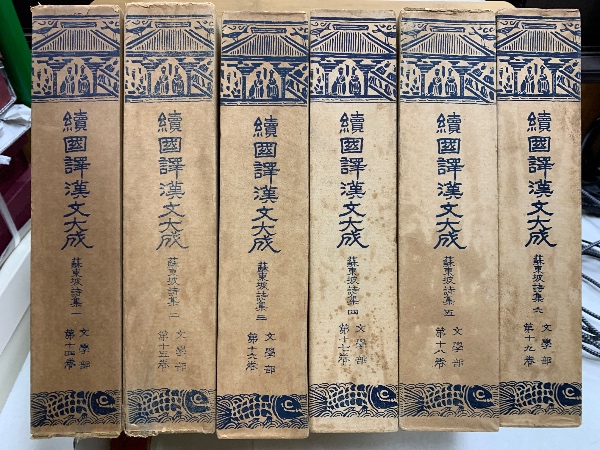 續國譯漢文大成
蘇東坡詩集 一
文學部
第十四卷
續國譯漢文大成
蘇東坡詩集 二
文學部
第十五卷
續國譯漢文大成
蘇東坡詩集 三
文學部
第十六卷
續國譯漢文大成
蘇東坡詩集 四
文學部
第十七卷
續國譯漢文大成
蘇東坡詩集 五
文學部
第十八卷
續國譯漢文大成
蘇東坡詩集 六
文學部
第十九卷